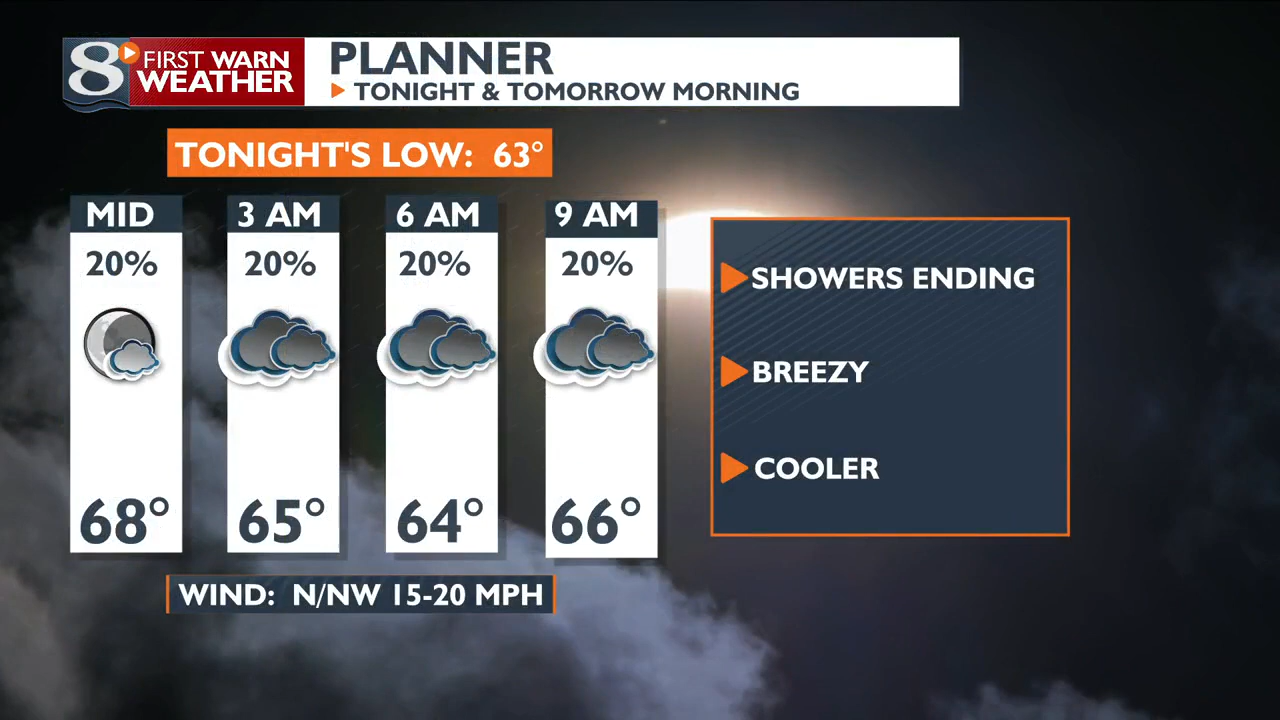 8 FIRST WARN
WEATHER
PLANNER
TONIGHT & TOMORROW MORNING
TONIGHT'S LOW: 63°
MID
20%
68°
3 AM
20%
65°
6 AM
20%
64°
9 AM
20%
66°
SHOWERS ENDING
BREEZY
COOLER
WIND: N/NW 15-20 MPH